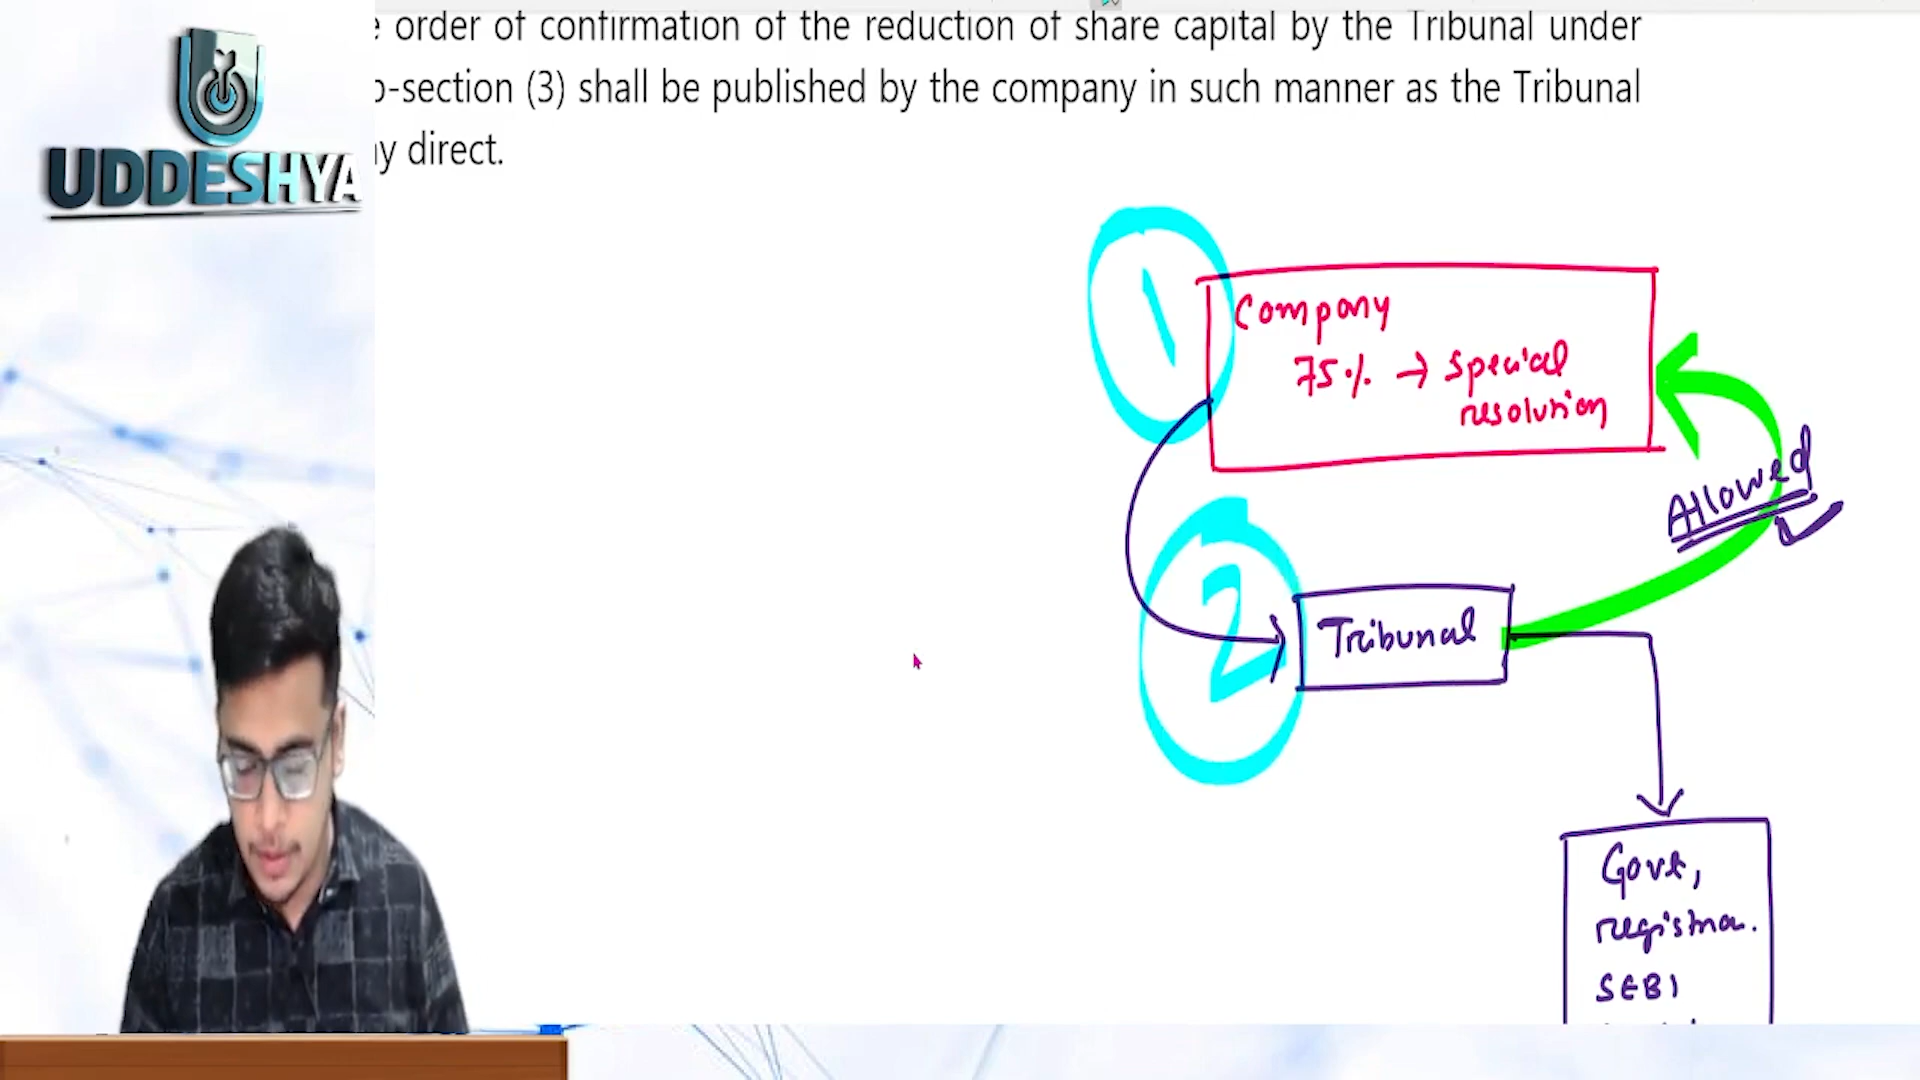 order of confirmation of the reduction of share capital by the Tribunal under
-section (3) shall be published by the company in such manner as the Tribunal
direct.
UDDESHYA
1
Company
75% → Special
resolution
Allowed
2
Tribunal
Govt,
SEBI